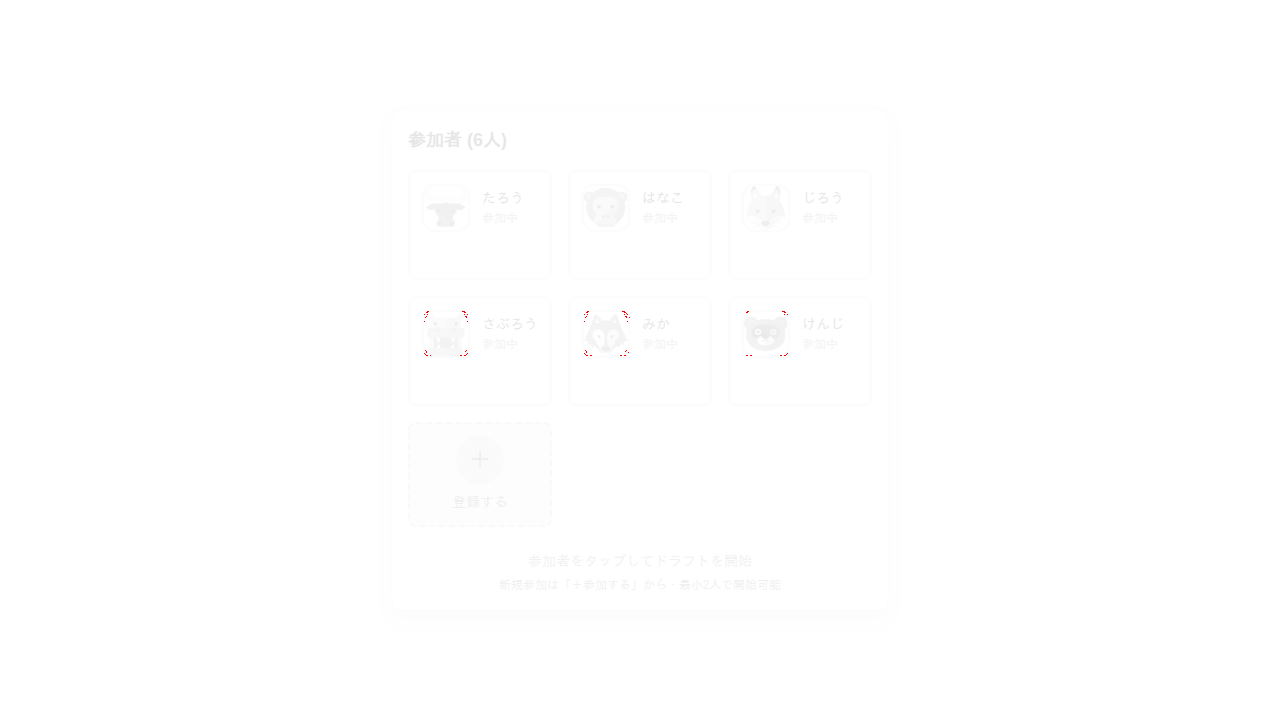 参加者 (6人)
たろう
参加中
はなこ
参加中
じろう
参加中
さぶろう
参加中
みか
参加中
けんじ
参加中
+
登録する
参加者をタップしてドラフトを開始
新規参加は「＋参加する」から・最小2人で開始可能